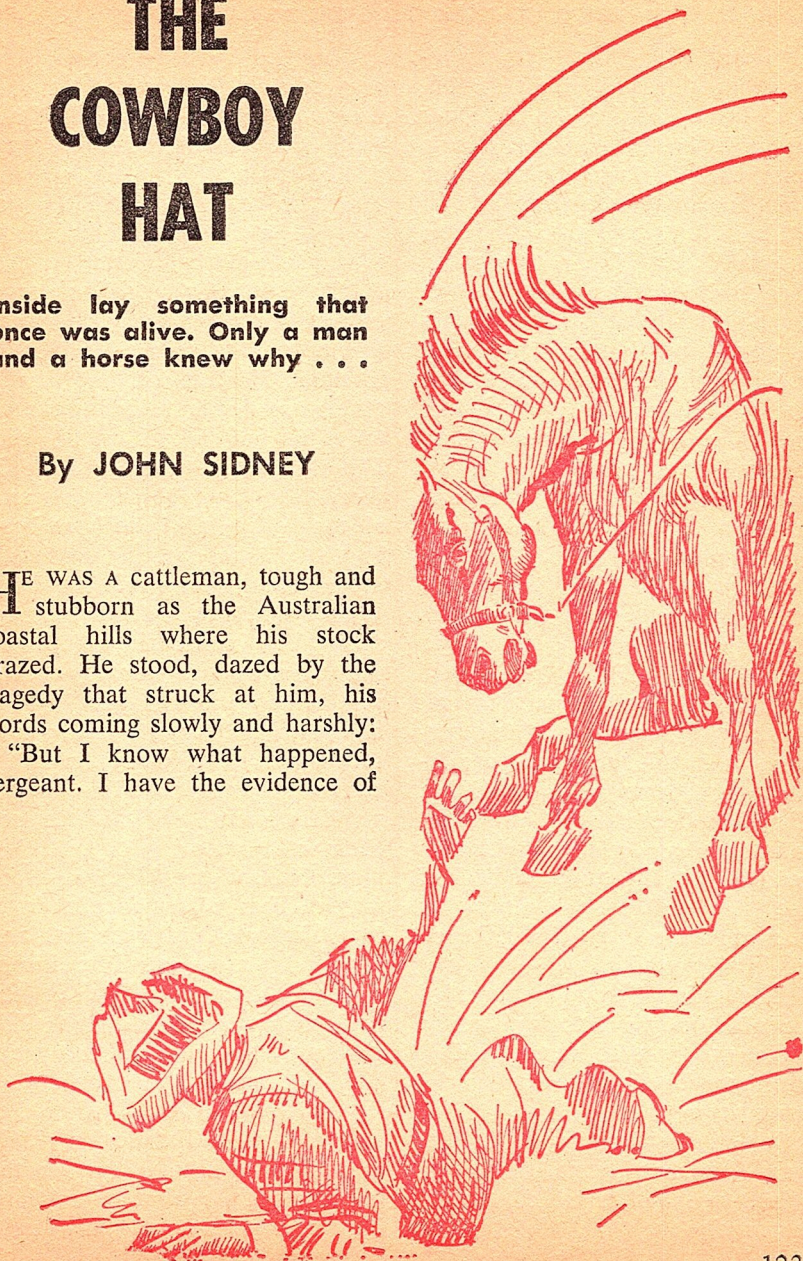 THE
COWBOY
HAT
nside lay something that
once was alive. Only a man
and a horse knew why . . .
By JOHN SIDNEY
HE WAS A cattleman, tough and
stubborn as the Australian
oastal hills where his stock
razed. He stood, dazed by the
agedy that struck at him, his
ords coming slowly and harshly:
“But I know what happened,
ergeant. I have the evidence of